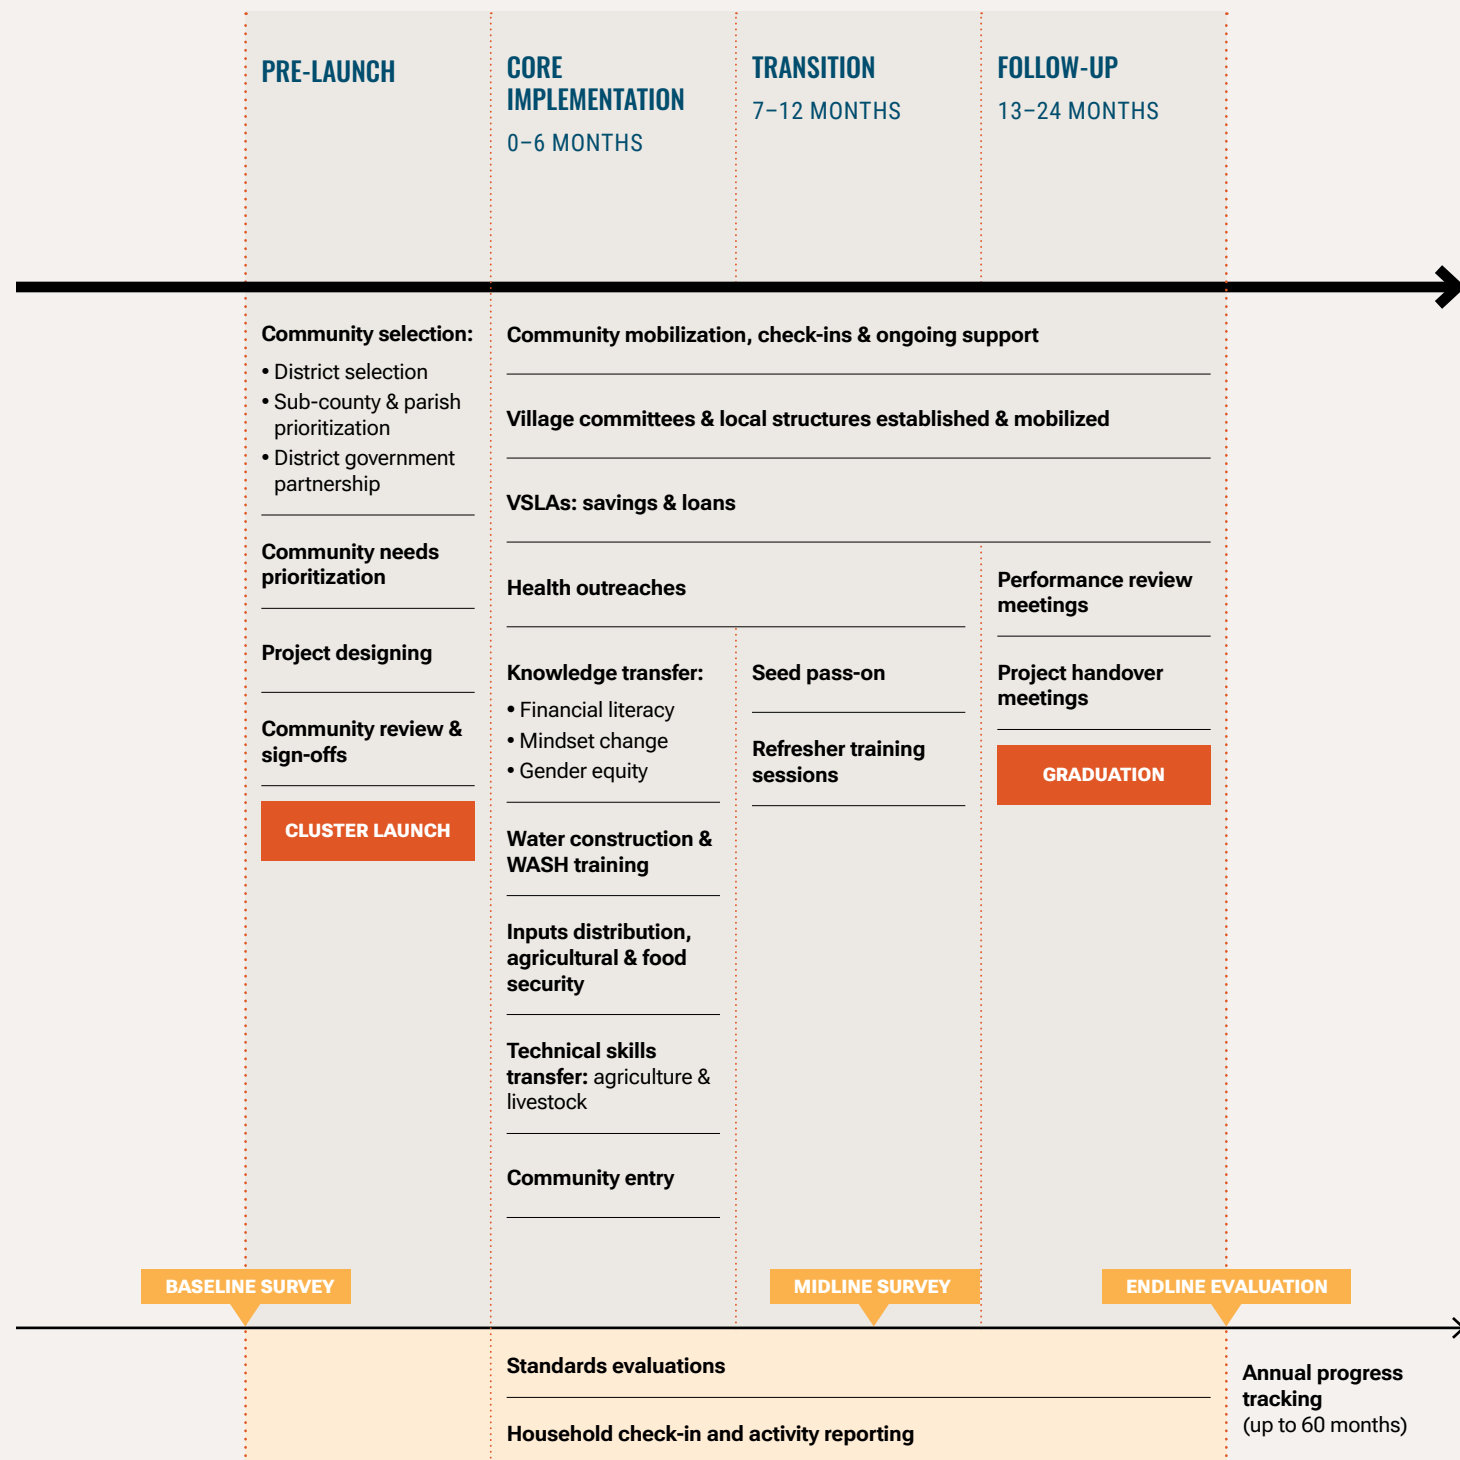 PRE-LAUNCH
CORE
IMPLEMENTATION
0–6 MONTHS
TRANSITION
7–12 MONTHS
FOLLOW-UP
13–24 MONTHS
Community selection:
• District selection
• Sub-county & parish
prioritization
• District government
partnership
Community needs
prioritization
Project designing
Community review &
sign-offs
CLUSTER LAUNCH
Community mobilization, check-ins & ongoing support
Village committees & local structures established & mobilized
VSLAs: savings & loans
Health outreaches
Knowledge transfer:
• Financial literacy
• Mindset change
• Gender equity
Water construction &
WASH training
Inputs distribution,
agricultural & food
security
Technical skills
transfer: agriculture &
livestock
Community entry
Seed pass-on
Refresher training
sessions
Performance review
meetings
Project handover
meetings
GRADUATION
BASELINE SURVEY
MIDLINE SURVEY
ENDLINE EVALUATION
Standards evaluations
Household check-in and activity reporting
Annual progress
tracking
(up to 60 months)